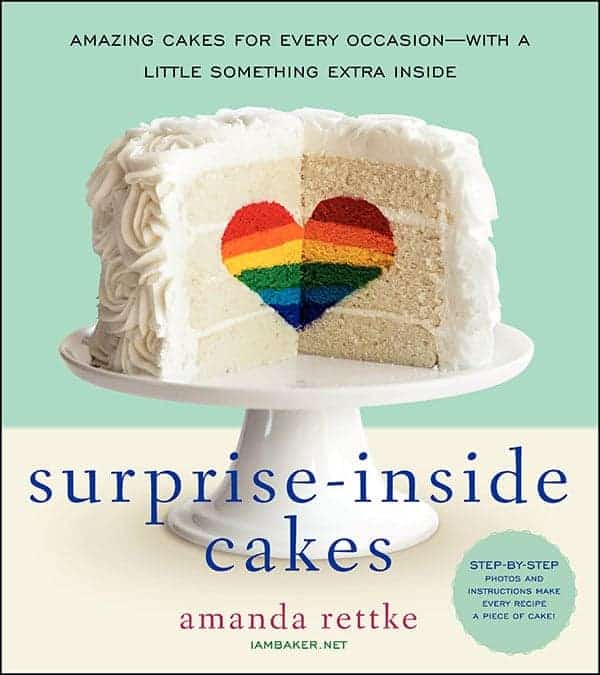 AMAZING CAKES FOR EVERY OCCASION—WITH A
LITTLE SOMETHING EXTRA INSIDE
surprise-inside
cakes
STEP-BY-STEP
PHOTOS AND
INSTRUCTIONS MAKE
EVERY RECIPE
A PIECE OF CAKE!
amanda rettke
IAMBAKER.NET